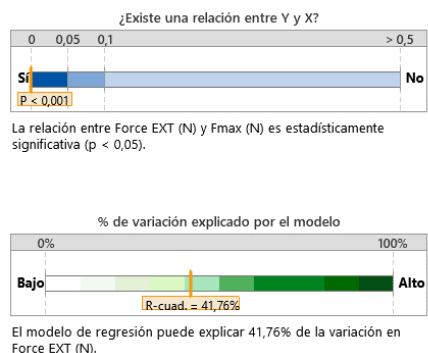 ¿Existe una relación entre Y y X?
0 0,05 0,1 > 0,5
Sí No
P < 0,001
La relación entre Force EXT (N) y Fmax (N) es estadísticamente
significativa (p < 0,05).
% de variación explicado por el modelo
0% 100%
Bajo Alto
R-cuad. = 41,76%
El modelo de regresión puede explicar 41,76% de la variación en
Force EXT (N).